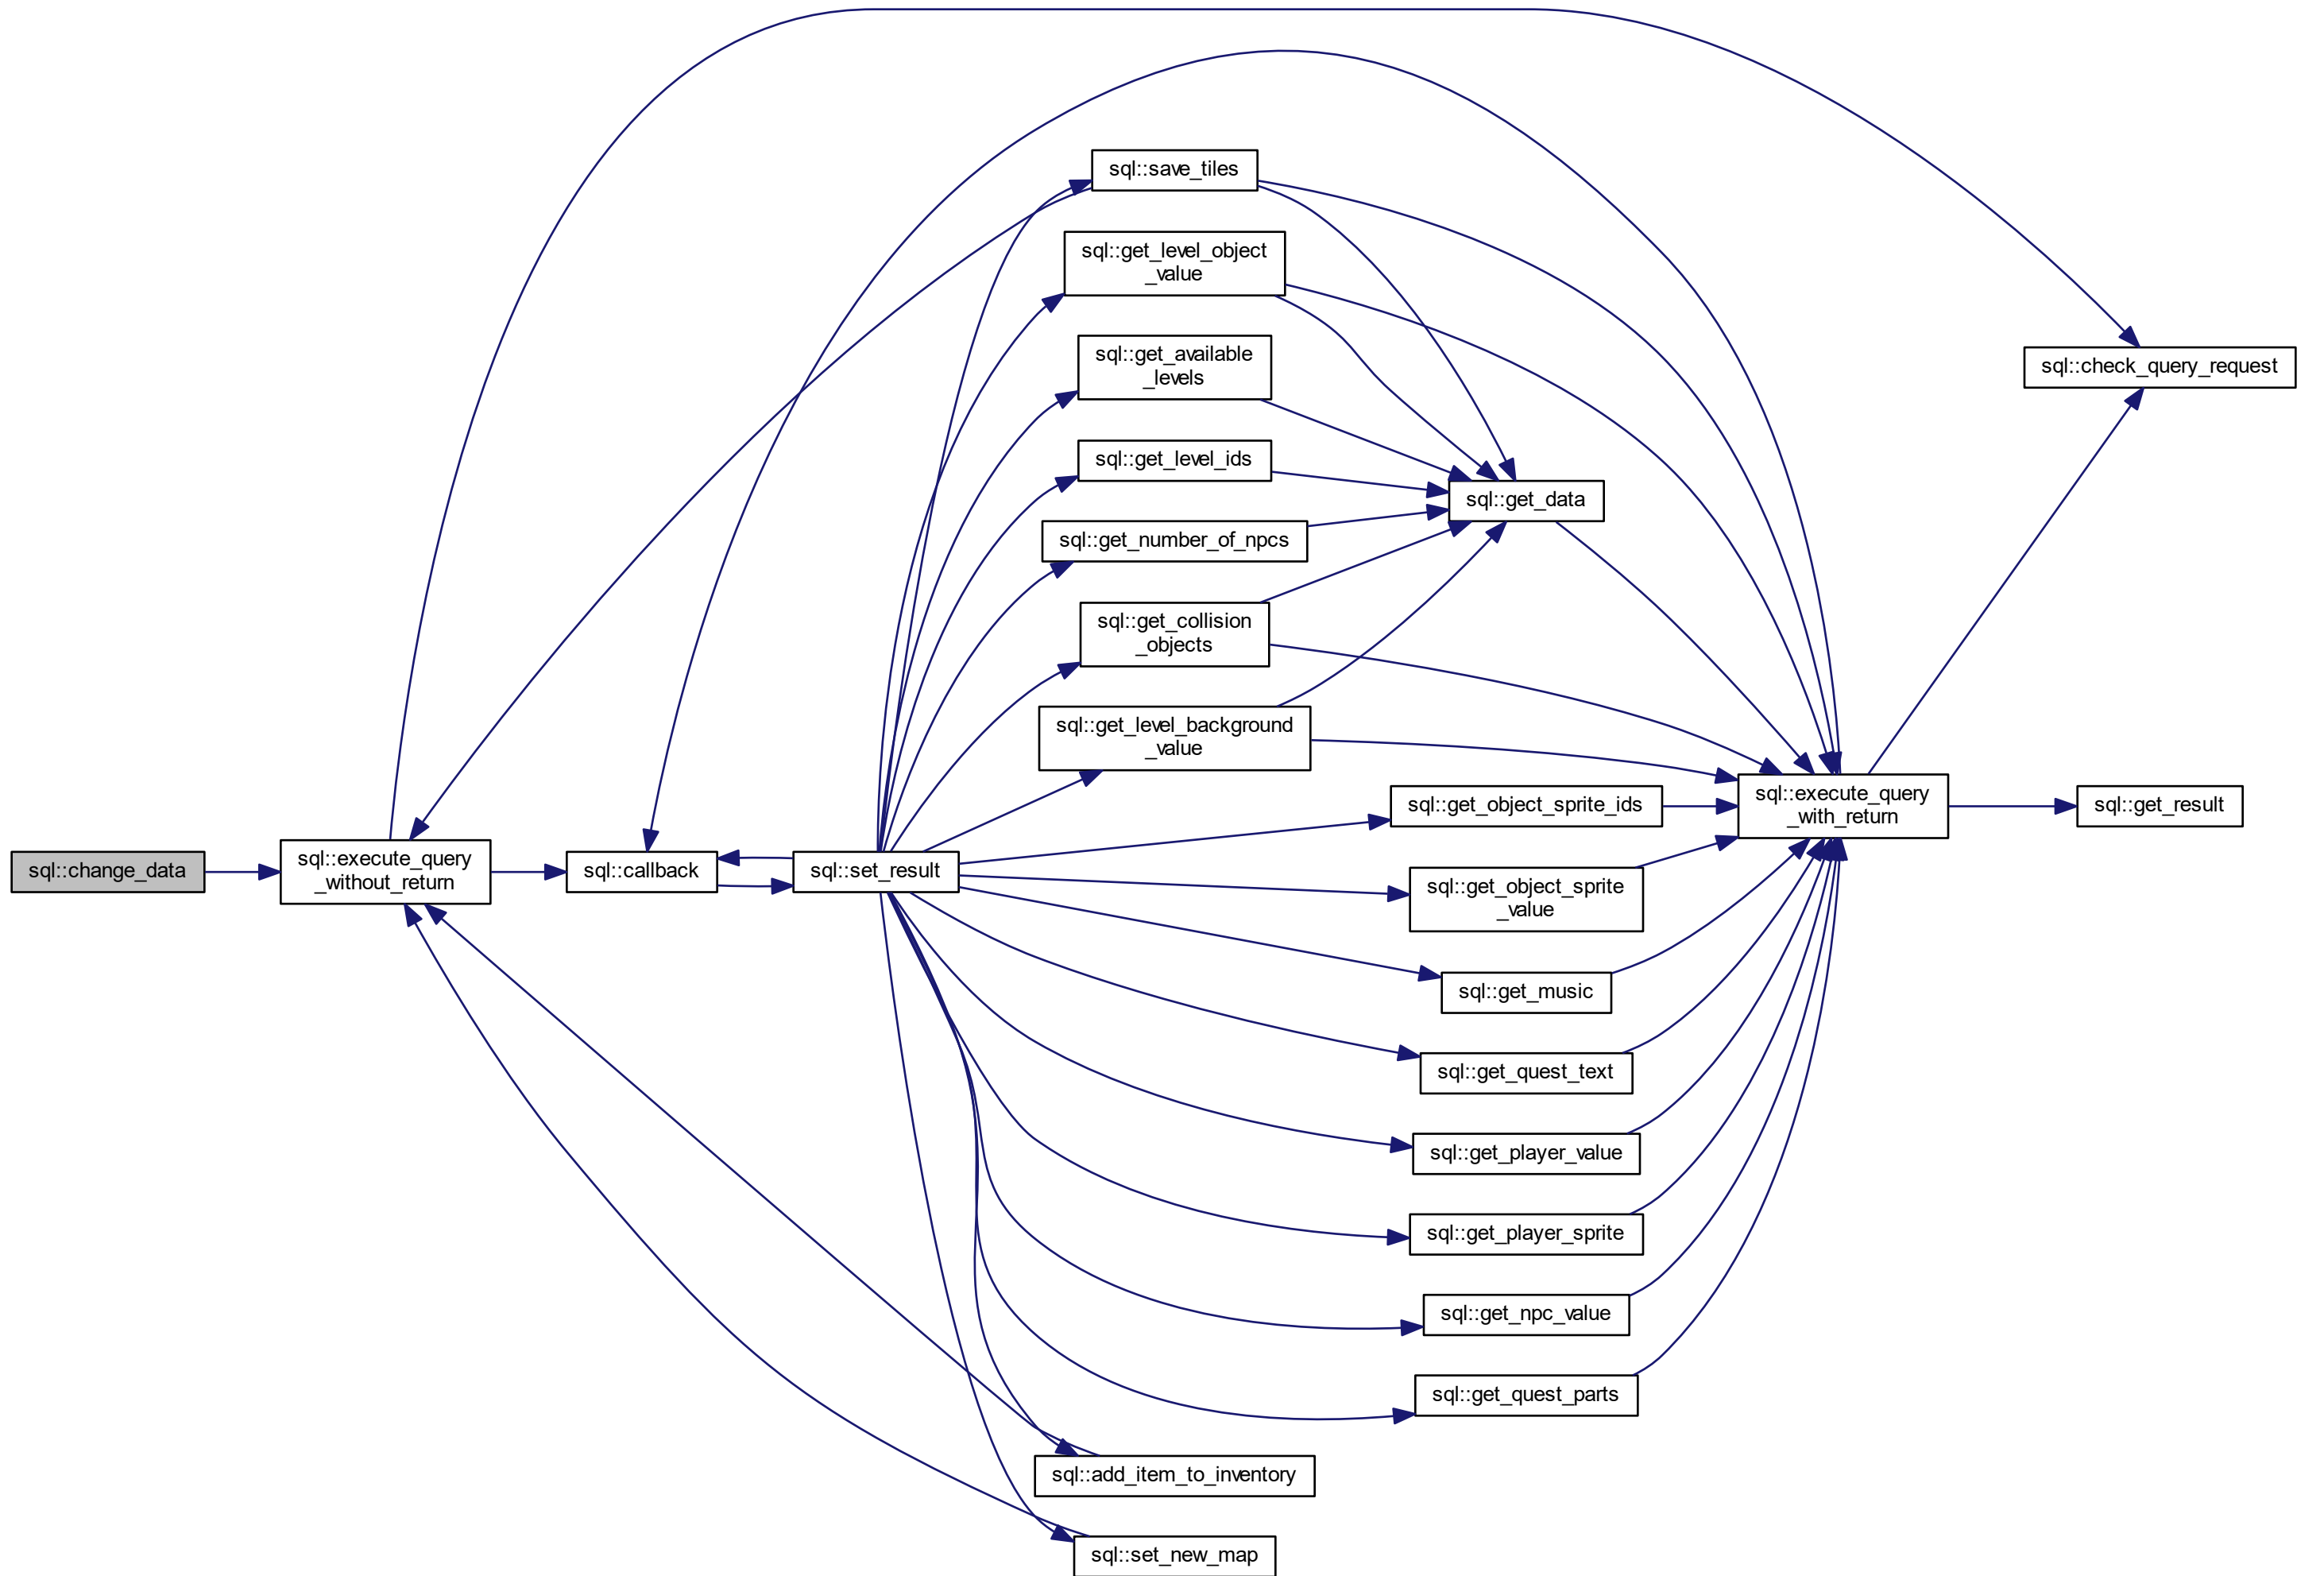 sql::save_tiles
sql::get_level_object
_value
sql::get_available
_levels
sql::check_query_request
sql::get_level_ids
sql::get_data
sql::get_number_of_npcs
sql::get_collision
_objects
sql::get_level_background
_value
sql::get_object_sprite_ids
sql::execute_query
_with_return
sql::get_result
sql::change_data
sql::execute_query
_without_return
sql::callback
sql::set_result
sql::get_object_sprite
_value
sql::get_music
sql::get_quest_text
sql::get_player_value
sql::get_player_sprite
sql::get_npc_value
sql::get_quest_parts
sql::add_item_to_inventory
sql::set_new_map